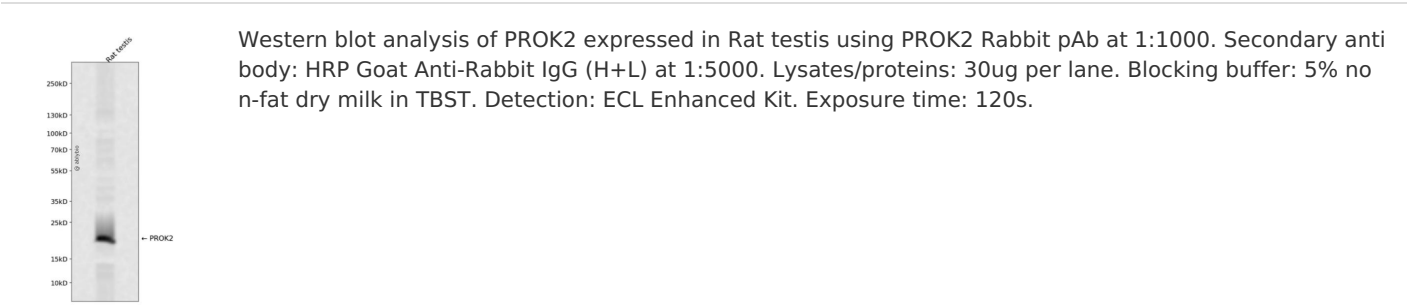 Rat testis
250kD
130kD
100kD
70kD
55kD
35kD
25kD
← PROK2
15kD
10kD
@ abybio
Western blot analysis of PROK2 expressed in Rat testis using PROK2 Rabbit pAb at 1:1000. Secondary anti
body: HRP Goat Anti-Rabbit IgG (H+L) at 1:5000. Lysates/proteins: 30ug per lane. Blocking buffer: 5% no
n-fat dry milk in TBST. Detection: ECL Enhanced Kit. Exposure time: 120s.